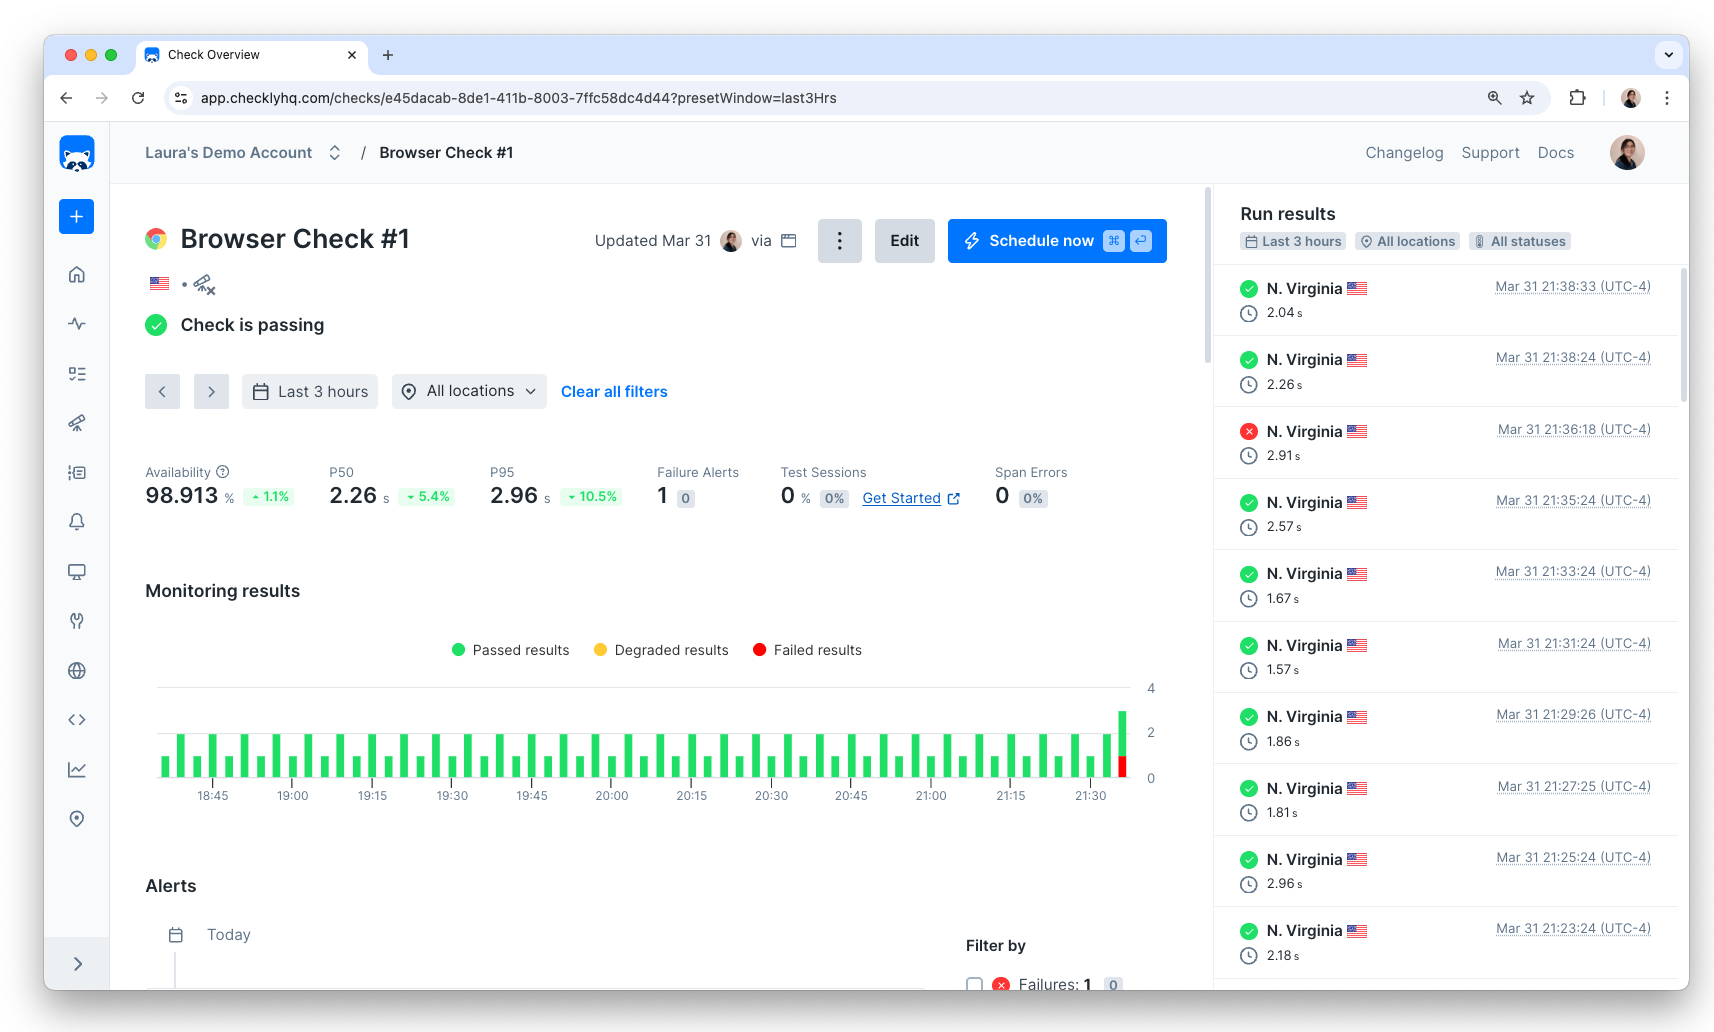 Check Overview
app.checklyhq.com/checks/e45dacab-8de1-411b-8003-7ffc58dc4d44?presetWindow=last3Hrs
Laura's Demo Account / Browser Check #1
Changelog Support Docs
Browser Check #1
Updated Mar 31 via
Edit
Schedule now
Check is passing
Last 3 hours
All locations
Clear all filters
Availability
98.913 %
1.1%
P50
2.26 s
5.4%
P95
2.96 s
10.5%
Failure Alerts
1 0
Test Sessions
0 % 0% Get Started
Span Errors
0 0%
Monitoring results
Passed results Degraded results Failed results
4
2
0
18:45 19:00 19:15 19:30 19:45 20:00 20:15 20:30 20:45 21:00 21:15 21:30
Alerts
Today
Filter by
Failures: 1 0
Run results
Last 3 hours All locations All statuses
N. Virginia Mar 31 21:38:33 (UTC-4)
2.04 s
N. Virginia Mar 31 21:38:24 (UTC-4)
2.26 s
N. Virginia Mar 31 21:36:18 (UTC-4)
2.91 s
N. Virginia Mar 31 21:35:24 (UTC-4)
2.57 s
N. Virginia Mar 31 21:33:24 (UTC-4)
1.67 s
N. Virginia Mar 31 21:31:24 (UTC-4)
1.57 s
N. Virginia Mar 31 21:29:26 (UTC-4)
1.86 s
N. Virginia Mar 31 21:27:25 (UTC-4)
1.81 s
N. Virginia Mar 31 21:25:24 (UTC-4)
2.96 s
N. Virginia Mar 31 21:23:24 (UTC-4)
2.18 s